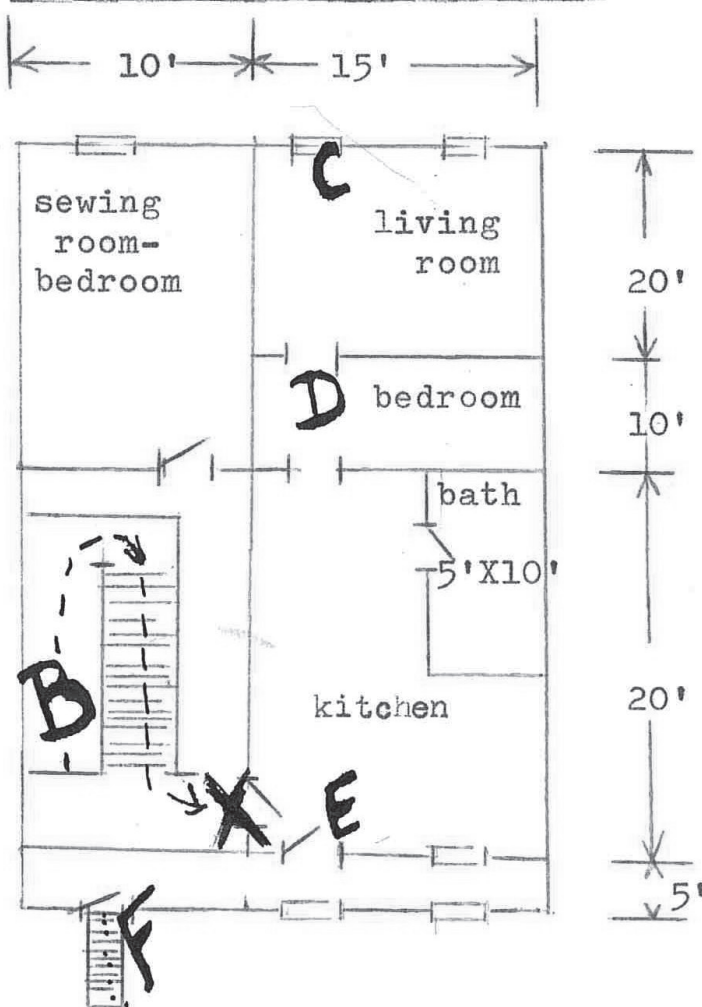 10'
15'
C
sewing
room-
bedroom
living
room
20'
D
bedroom
10'
bath
5'X10'
B
kitchen
20'
X
E
5'
F